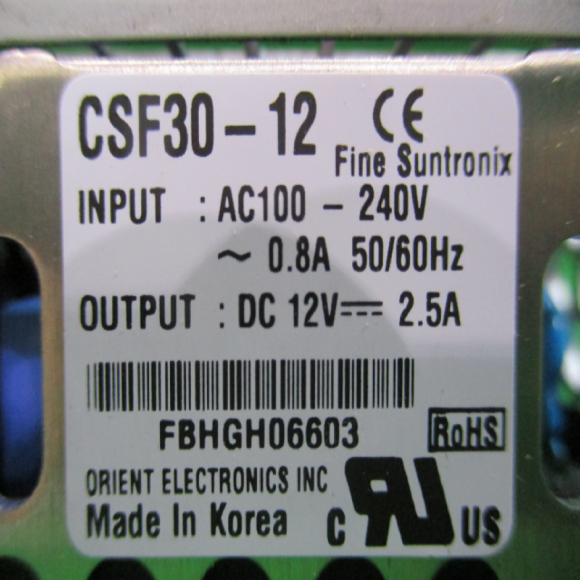 CSF30-12 CE
Fine Suntronix
INPUT : AC100 - 240V
~ 0.8A 50/60Hz
OUTPUT : DC 12V⎓ 2.5A
FBHGH06603 RoHS
ORIENT ELECTRONICS INC
Made In Korea C RU US